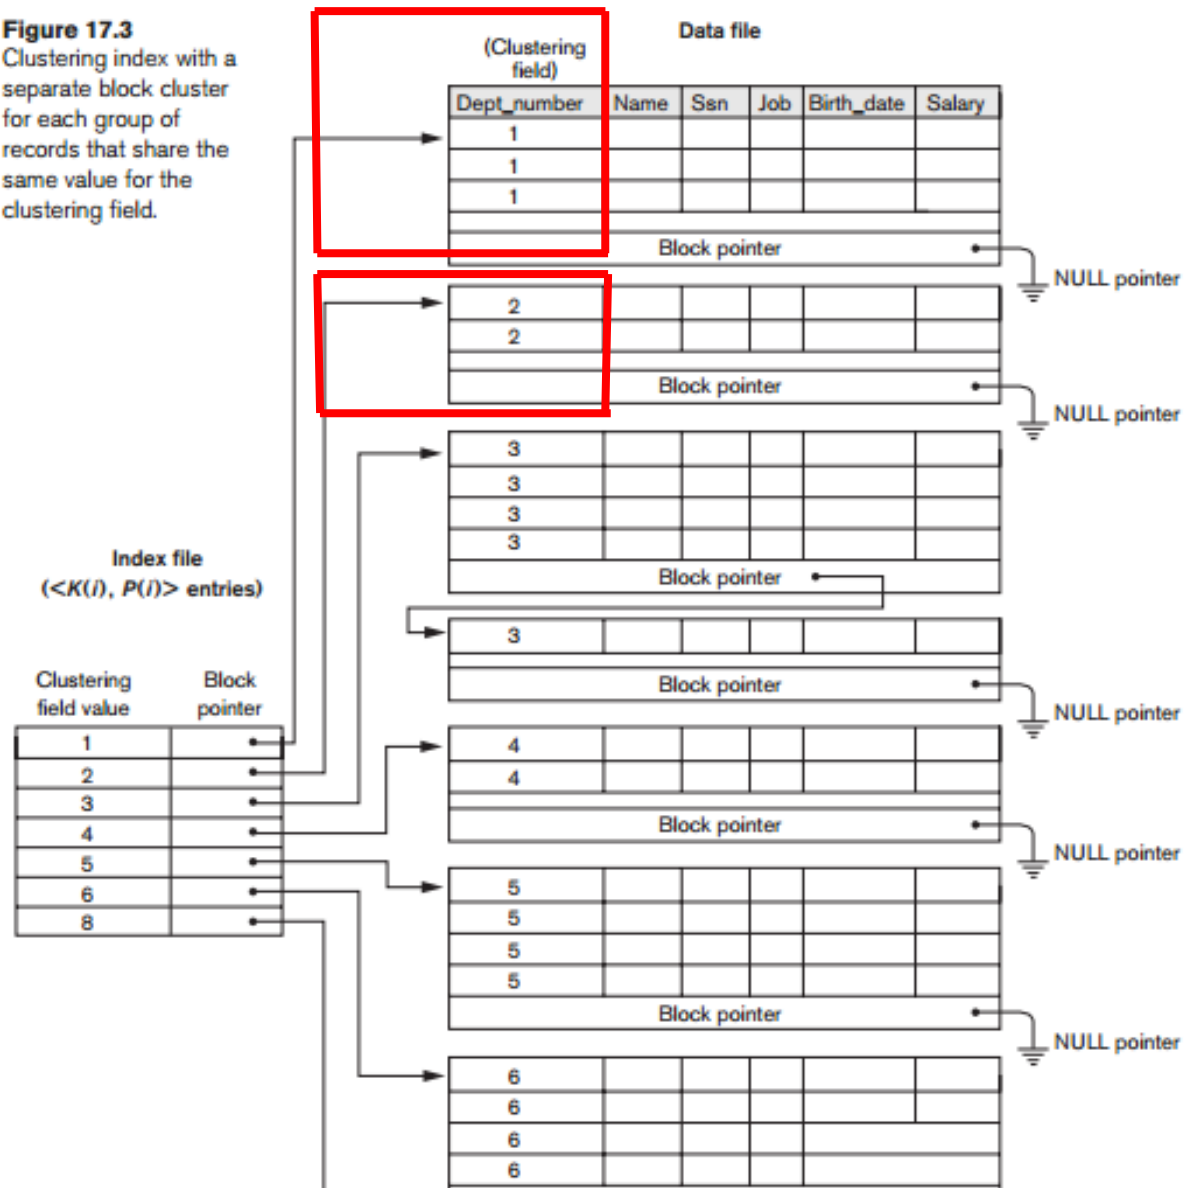 Figure 17.3
Clustering index with a
separate block cluster
for each group of
records that share the
same value for the
clustering field.
Data file
(Clustering
field)
Dept_number Name Ssn Job Birth_date Salary
1
1
1
Block pointer
NULL pointer
2
2
Block pointer
NULL pointer
3
3
3
3
Block pointer
3
Block pointer
NULL pointer
4
4
Block pointer
NULL pointer
5
5
5
5
Block pointer
NULL pointer
6
6
6
6
Index file
(<K(i), P(i)> entries)
Clustering
field value
Block
pointer
1
2
3
4
5
6
8